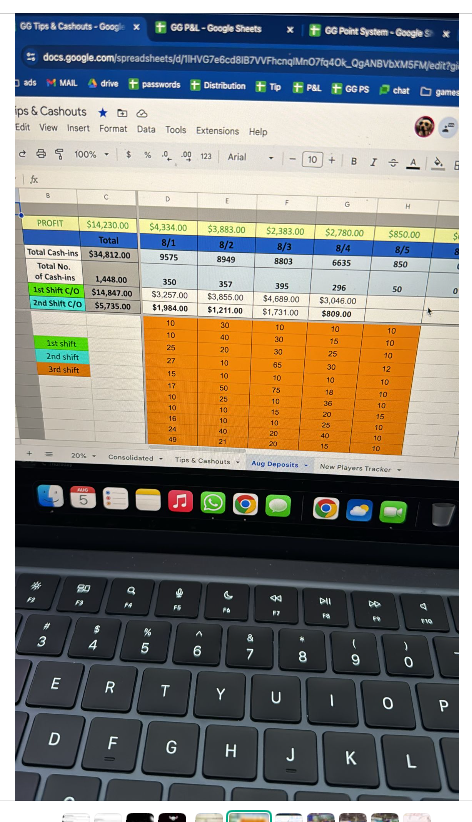 GG Tips & Cashouts - Google × GG P&L - Google Sheets × GG Point System - Google S ×
docs.google.com/spreadsheets/d/1IHVG7e6cd8IB7VVFhcnqIMnO7fq4Ok_QgANBVbXM5FM/edit?gi
ads MAIL drive passwords Distribution Tip P&L GG PS chat games
ips & Cashouts
Edit View Insert Format Data Tools Extensions Help
100% $ % .0 .00 123 Arial − 10 + B I S A
fx
B C D E F G H
PROFIT $14,230.00 $4,334.00 $3,883.00 $2,383.00 $2,780.00 $850.00
Total 8/1 8/2 8/3 8/4 8/5
Total Cash-ins $34,812.00 9575 8949 8803 6635 850
Total No.
of Cash-ins 1,448.00 350 357 395 296 50 0
1st Shift C/O $14,847.00 $3,257.00 $3,855.00 $4,689.00 $3,046.00
2nd Shift C/O $5,735.00 $1,984.00 $1,211.00 $1,731.00 $809.00
10 30 10 10 10
10 40 30 15 10
1st shift 25 20 30 25 10
2nd shift 27 10 65 30 12
3rd shift 15 10 10 10 10
17 50 75 18 10
10 25 10 36 10
10 10 15 20 15 10
16 10 10 25 10
24 40 20 40 10
49 21 20 15 10
+ 20% Consolidated Tips & Cashouts Aug Deposits New Players Tracker
AUG
5
F2 F3 F4 F5 F6 F7 F8 F9 F10
# $ % ^ & * ( )
3 4 5 6 7 8 9 0
E R T Y U I O P
D F G H J K L